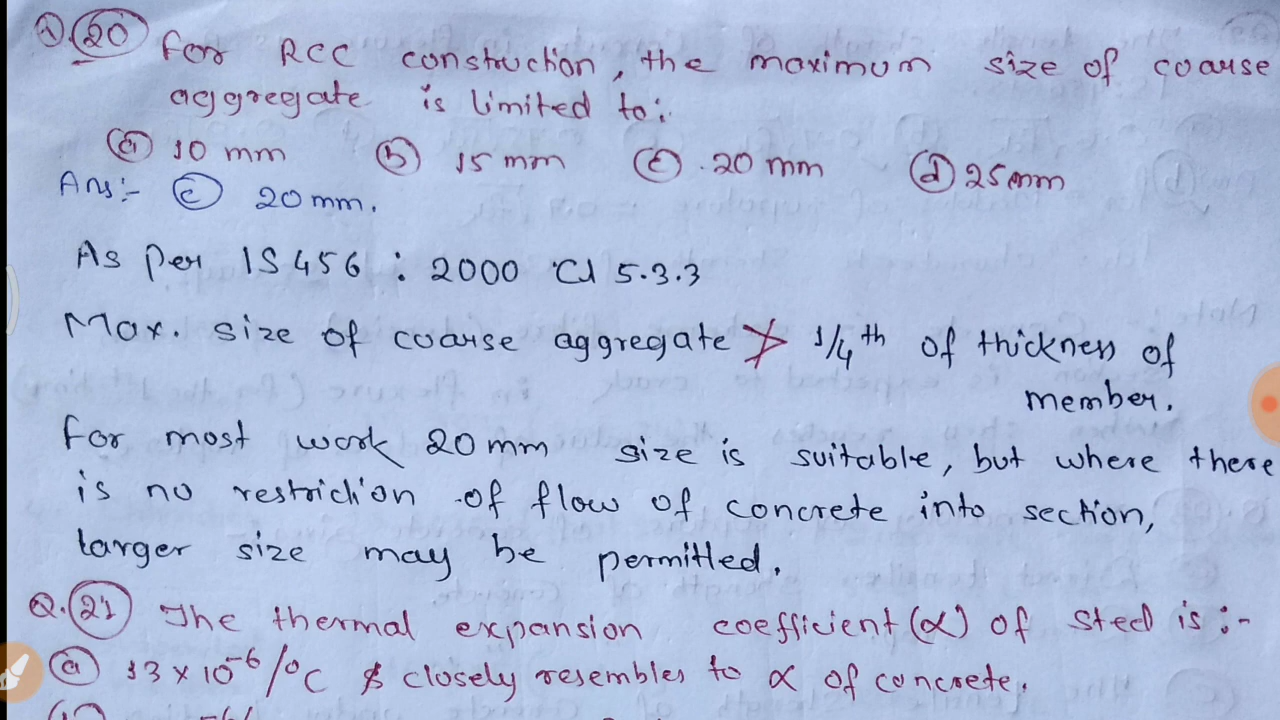 Q.20 For RCC construction, the maximum size of coarse
aggregate is limited to:
(a) 10 mm (b) 15 mm (c) 20 mm (d) 25 mm
Ans:- (c) 20 mm.
As Per IS 456 : 2000 Cl 5.3.3
Max. size of coarse aggregate ≯ 1/4th of thickness of
member.
For most work 20 mm size is suitable, but where there
is no restriction of flow of concrete into section,
larger size may be permitted.
Q.21 The thermal expansion coefficient (α) of steel is :-
(a) 13 × 10⁻⁶/°C & closely resembles to α of concrete.